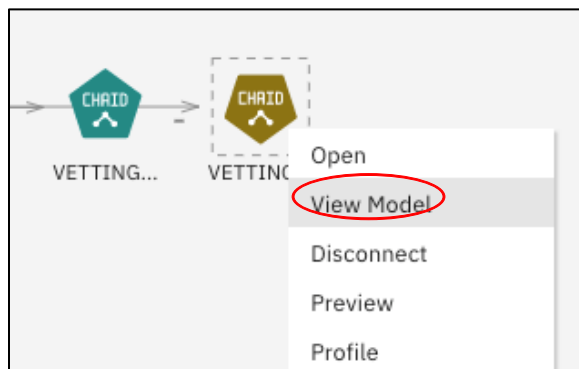 CHAID
CHAID
VETTING...
VETTING
Open
View Model
Disconnect
Preview
Profile